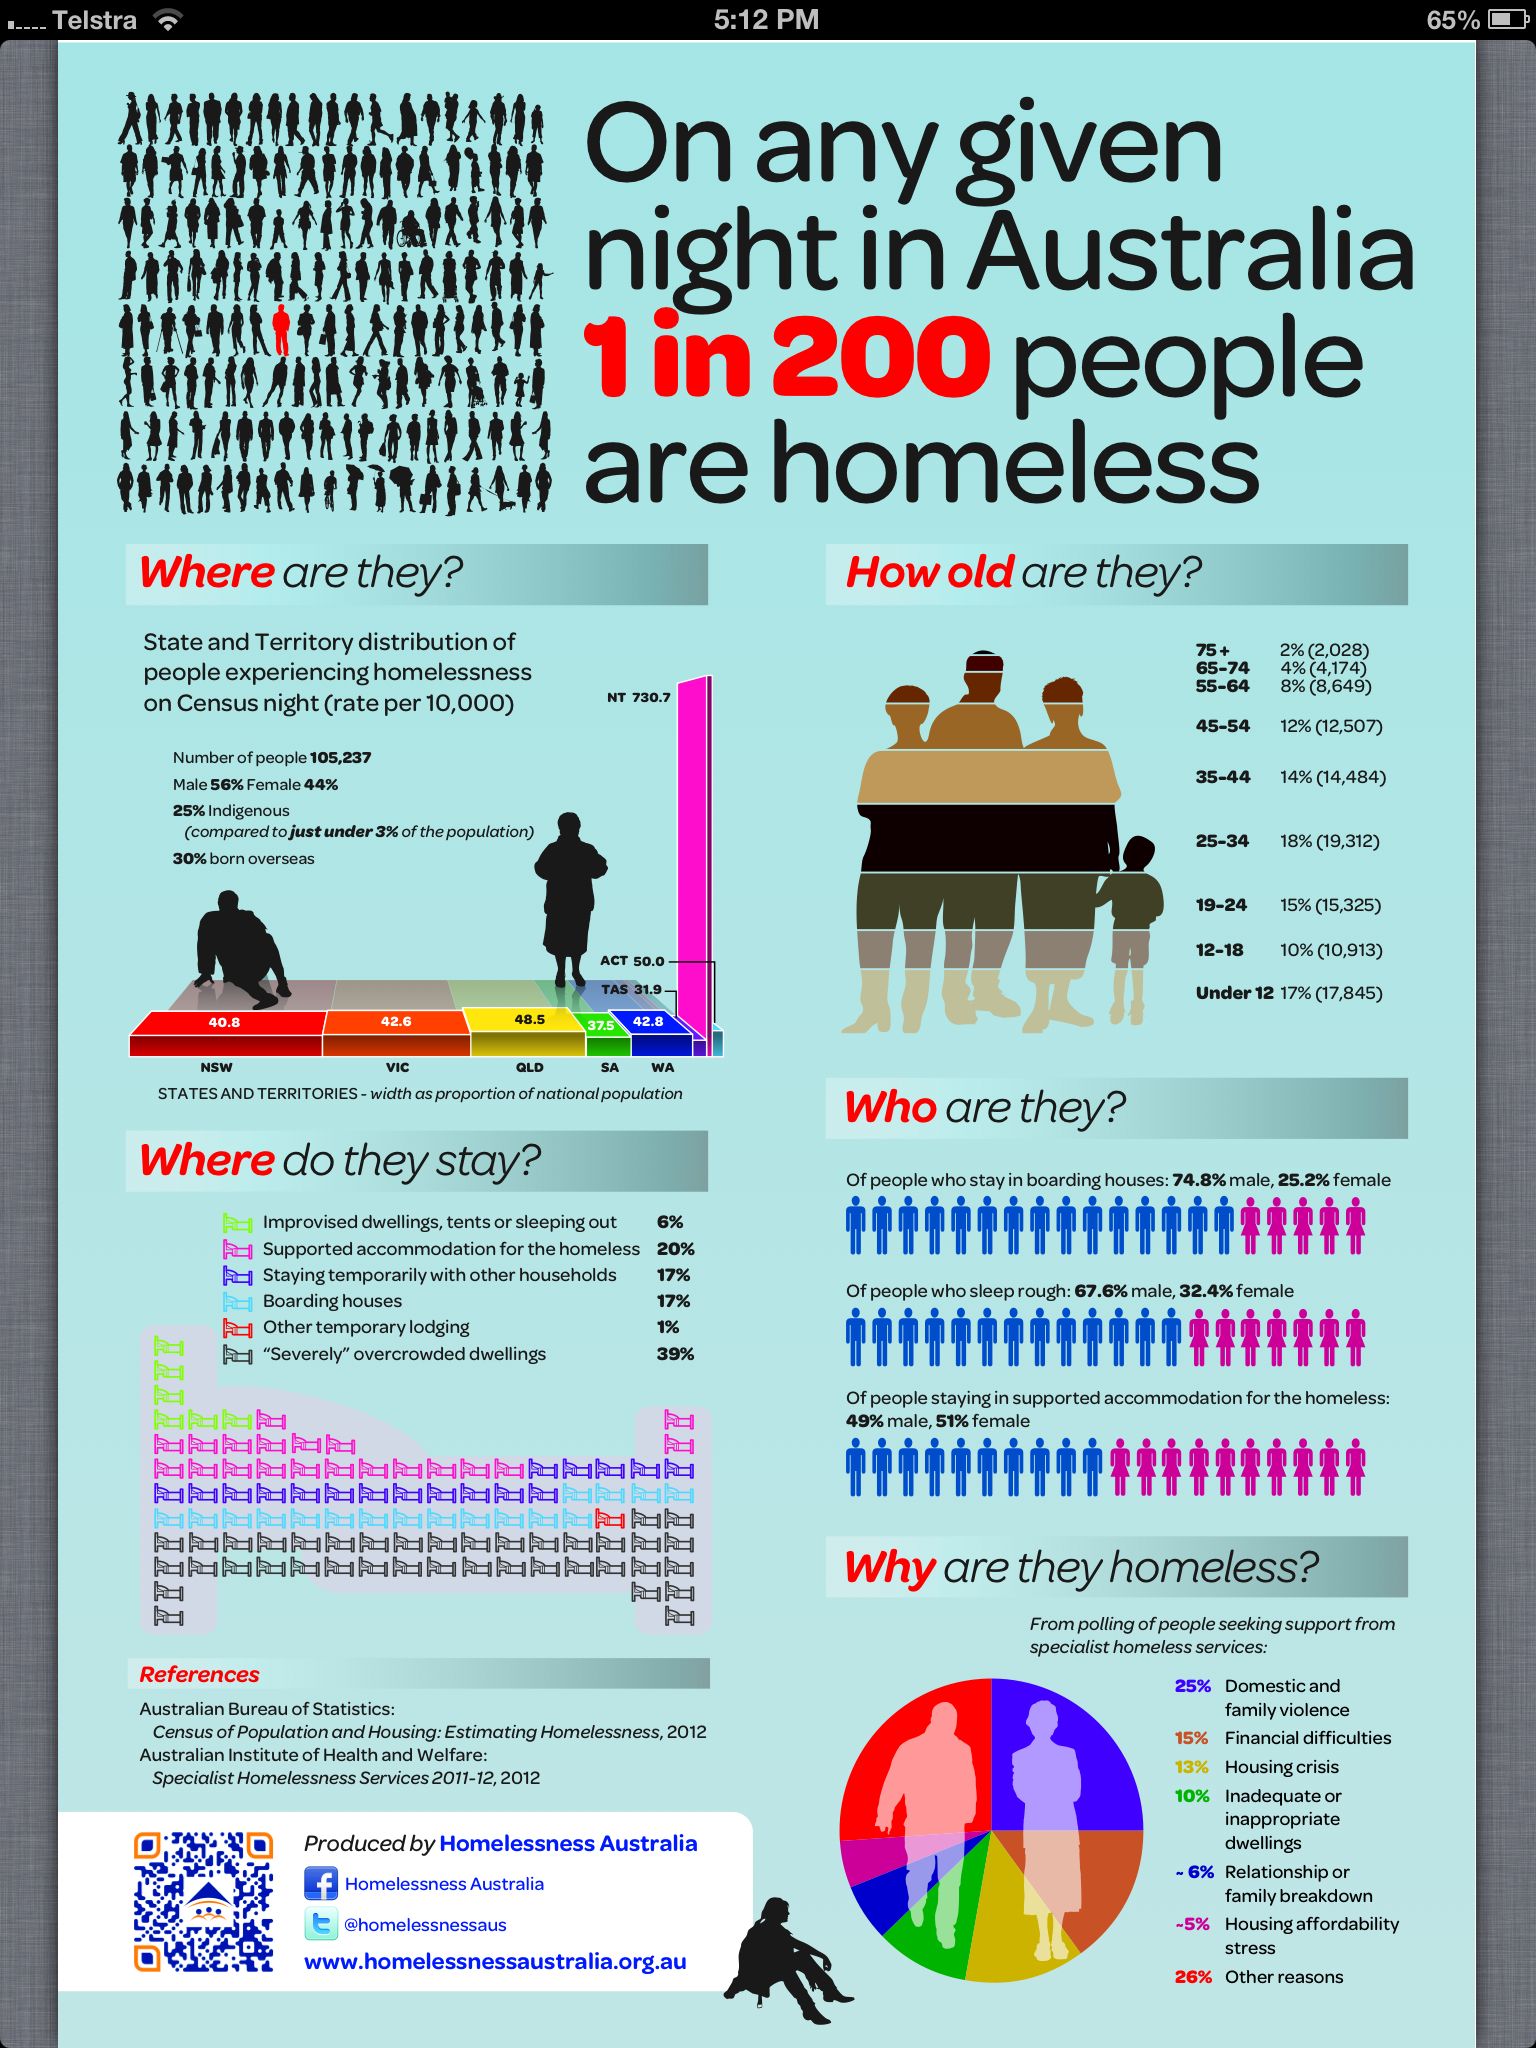 Telstra
5:12 PM
65%
On any given
night in Australia
1 in 200 people
are homeless
Where are they?
State and Territory distribution of
people experiencing homelessness
on Census night (rate per 10,000)
Number of people 105,237
Male 56% Female 44%
25% Indigenous
(compared to just under 3% of the population)
30% born overseas
NT 730.7
ACT 50.0
TAS 31.9
40.8
42.6
48.5
37.5
42.8
NSW
VIC
QLD
SA
WA
STATES AND TERRITORIES - width as proportion of national population
How old are they?
75+ 2% (2,028)
65-74 4% (4,174)
55-64 8% (8,649)
45-54 12% (12,507)
35-44 14% (14,484)
25-34 18% (19,312)
19-24 15% (15,325)
12-18 10% (10,913)
Under 12 17% (17,845)
Where do they stay?
Improvised dwellings, tents or sleeping out 6%
Supported accommodation for the homeless 20%
Staying temporarily with other households 17%
Boarding houses 17%
Other temporary lodging 1%
“Severely” overcrowded dwellings 39%
Who are they?
Of people who stay in boarding houses: 74.8% male, 25.2% female
Of people who sleep rough: 67.6% male, 32.4% female
Of people staying in supported accommodation for the homeless:
49% male, 51% female
Why are they homeless?
From polling of people seeking support from
specialist homeless services:
25% Domestic and
family violence
15% Financial difficulties
13% Housing crisis
10% Inadequate or
inappropriate
dwellings
~ 6% Relationship or
family breakdown
~5% Housing affordability
stress
26% Other reasons
References
Australian Bureau of Statistics:
Census of Population and Housing: Estimating Homelessness, 2012
Australian Institute of Health and Welfare:
Specialist Homelessness Services 2011-12, 2012
Produced by Homelessness Australia
f Homelessness Australia
t @homelessnessaus
www.homelessnessaustralia.org.au